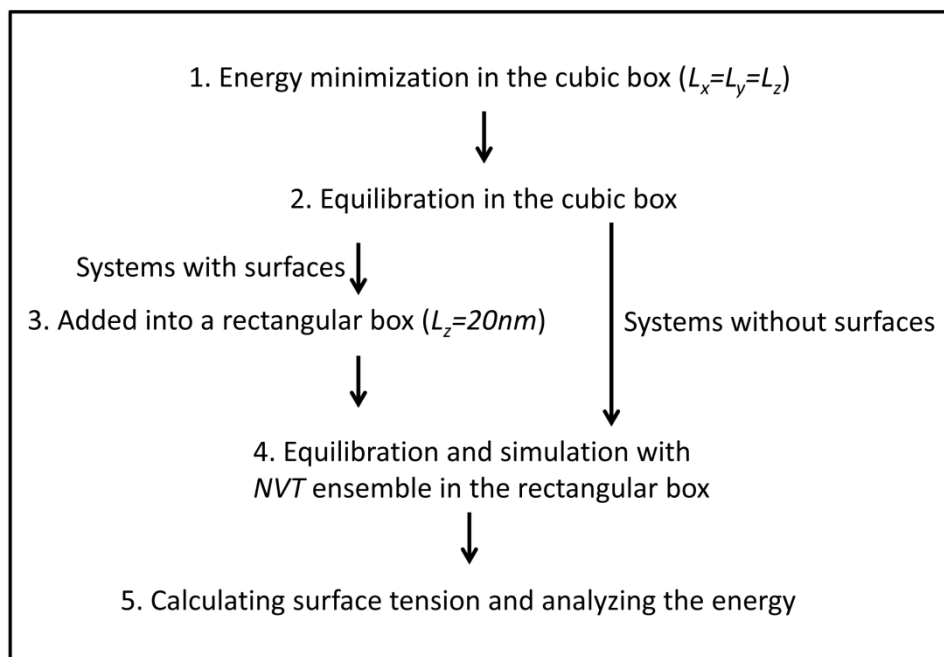 1. Energy minimization in the cubic box (Lx=Ly=Lz)
2. Equilibration in the cubic box
Systems with surfaces
3. Added into a rectangular box (Lz=20nm)
Systems without surfaces
4. Equilibration and simulation with
NVT ensemble in the rectangular box
5. Calculating surface tension and analyzing the energy